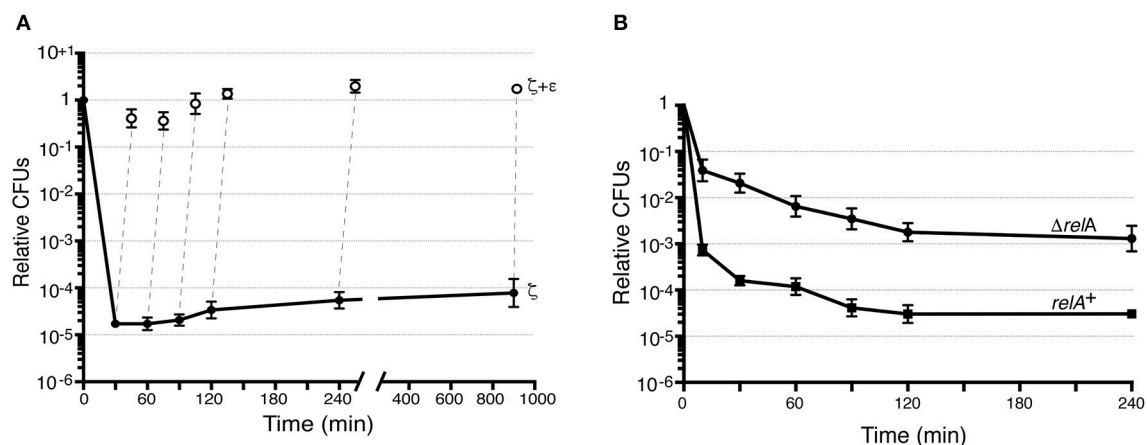 A
Relative CFUs
10+1
1
10-1
10-2
10-3
10-4
10-5
10-6
ζ+ε
ζ
0 60 120 180 240 400 600 800 1000
Time (min)
B
Relative CFUs
1
10-1
10-2
10-3
10-4
10-5
10-6
ΔrelA
relA+
0 60 120 180 240
Time (min)